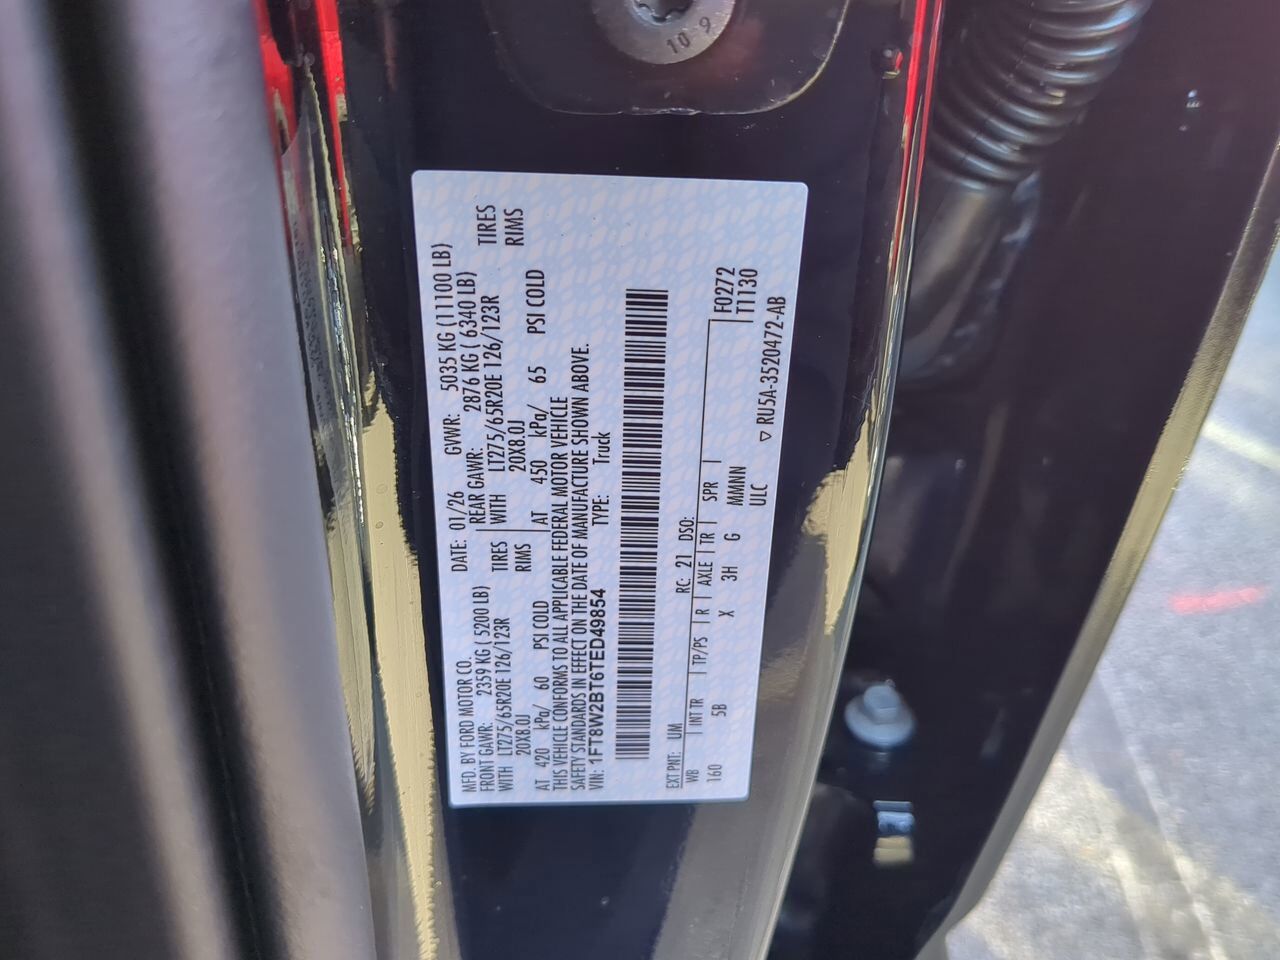 10 9
MFD. BY FORD MOTOR CO. DATE: 01/26 GVWR: 5035 KG (11100 LB)
FRONT GAWR: 2359 KG ( 5200 LB) REAR GAWR: 2876 KG ( 6340 LB)
WITH LT275/65R20E 126/123R TIRES WITH LT275/65R20E 126/123R TIRES
20X8.0J RIMS 20X8.0J RIMS
AT 420 kPa/ 60 PSI COLD AT 450 kPa/ 65 PSI COLD
THIS VEHICLE CONFORMS TO ALL APPLICABLE FEDERAL MOTOR VEHICLE
SAFETY STANDARDS IN EFFECT ON THE DATE OF MANUFACTURE SHOWN ABOVE.
VIN: 1FT8W2BT6TED49854 TYPE: Truck
EXT PNT: UM RC: 21 DSO:
WB INT TR TP/PS R AXLE TR SPR F0272
160 5B X 3H G MMNN T1130
ULC ▽ RU5A-3520472-AB